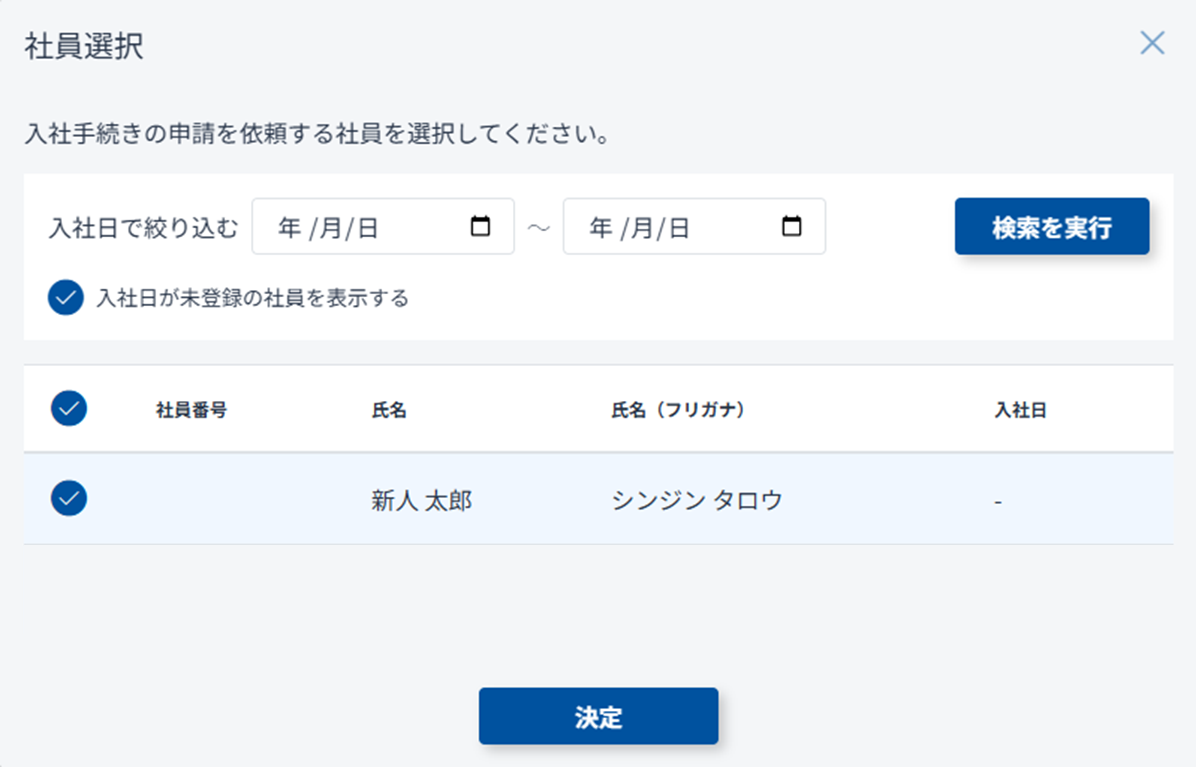 社員選択
入社手続きの申請を依頼する社員を選択してください。
入社日で絞り込む 年 /月/日 ～ 年 /月/日 検索を実行
入社日が未登録の社員を表示する
社員番号 氏名 氏名（フリガナ） 入社日
新人 太郎 シンジン タロウ -
決定